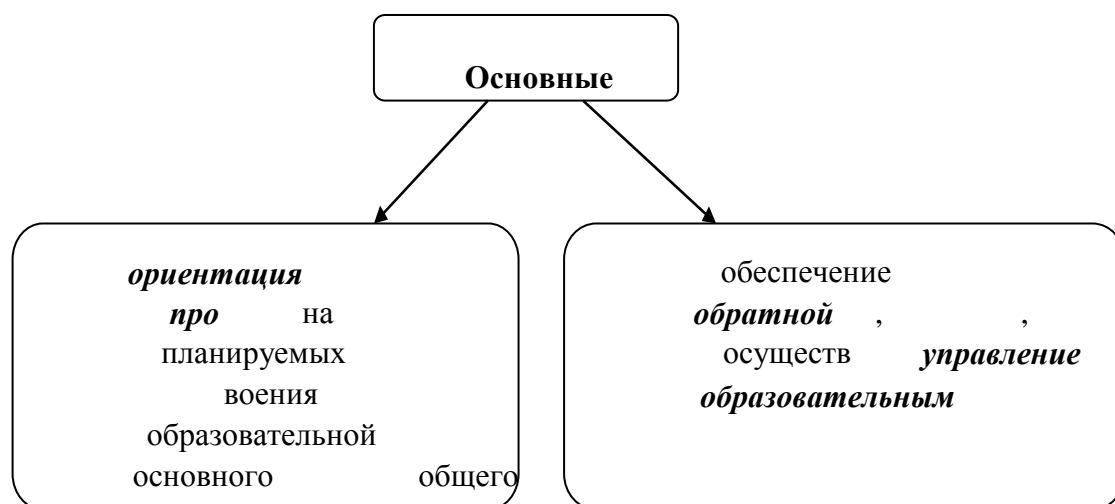 Основные
ориентация
про на
планируемых
воения
образовательной
основного общего
обеспечение
обратной , ,
осуществ управление
образовательным